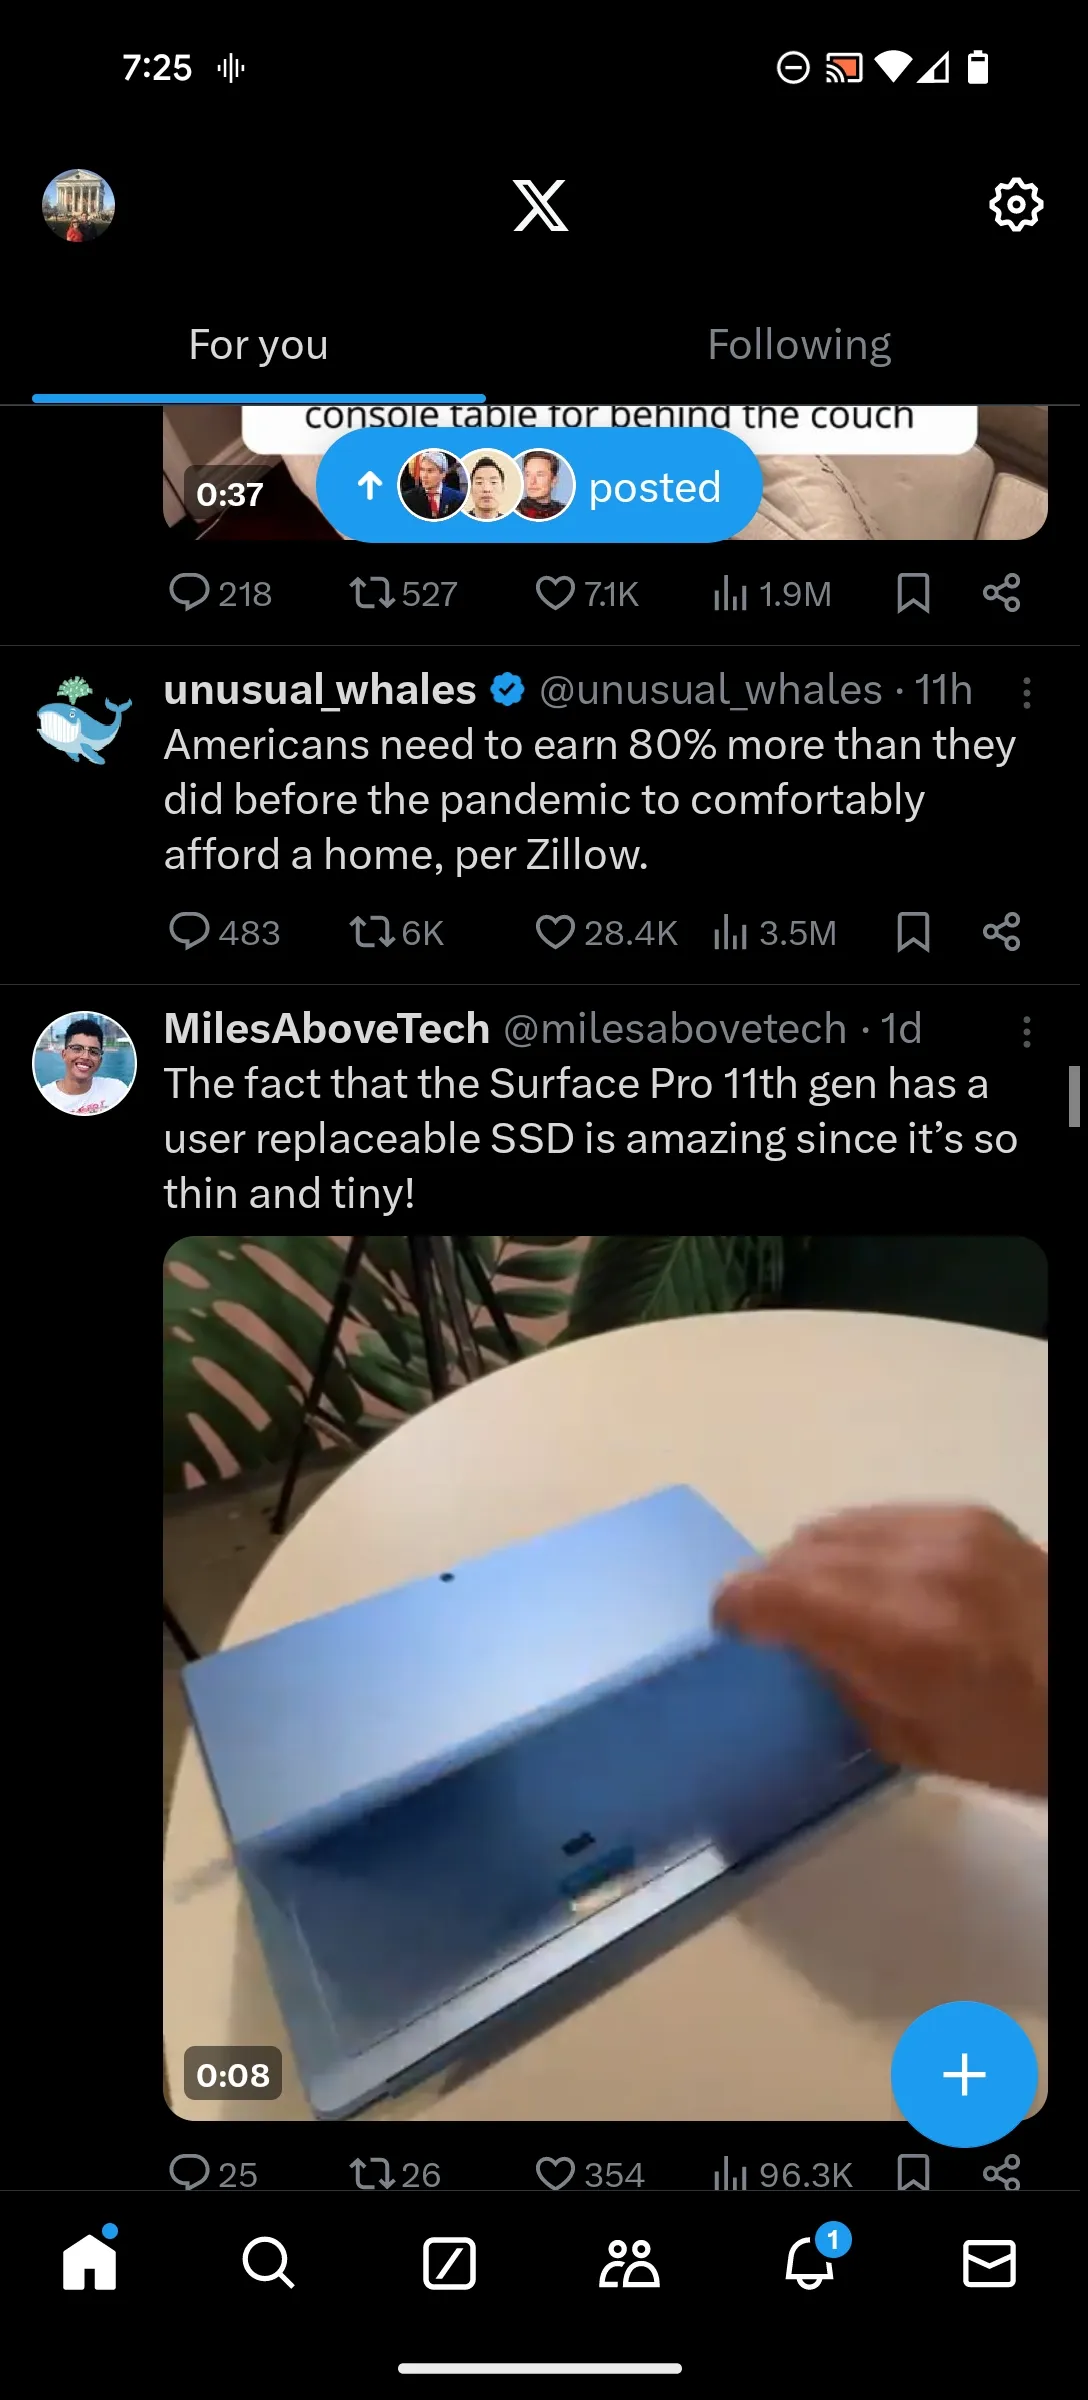 7:25
For you
Following
console table for behind the couch
0:37
posted
218
527
7.1K
1.9M
unusual_whales @unusual_whales · 11h
Americans need to earn 80% more than they
did before the pandemic to comfortably
afford a home, per Zillow.
483
6K
28.4K
3.5M
MilesAboveTech @milesabovetech · 1d
The fact that the Surface Pro 11th gen has a
user replaceable SSD is amazing since it’s so
thin and tiny!
0:08
25
26
354
96.3K
1